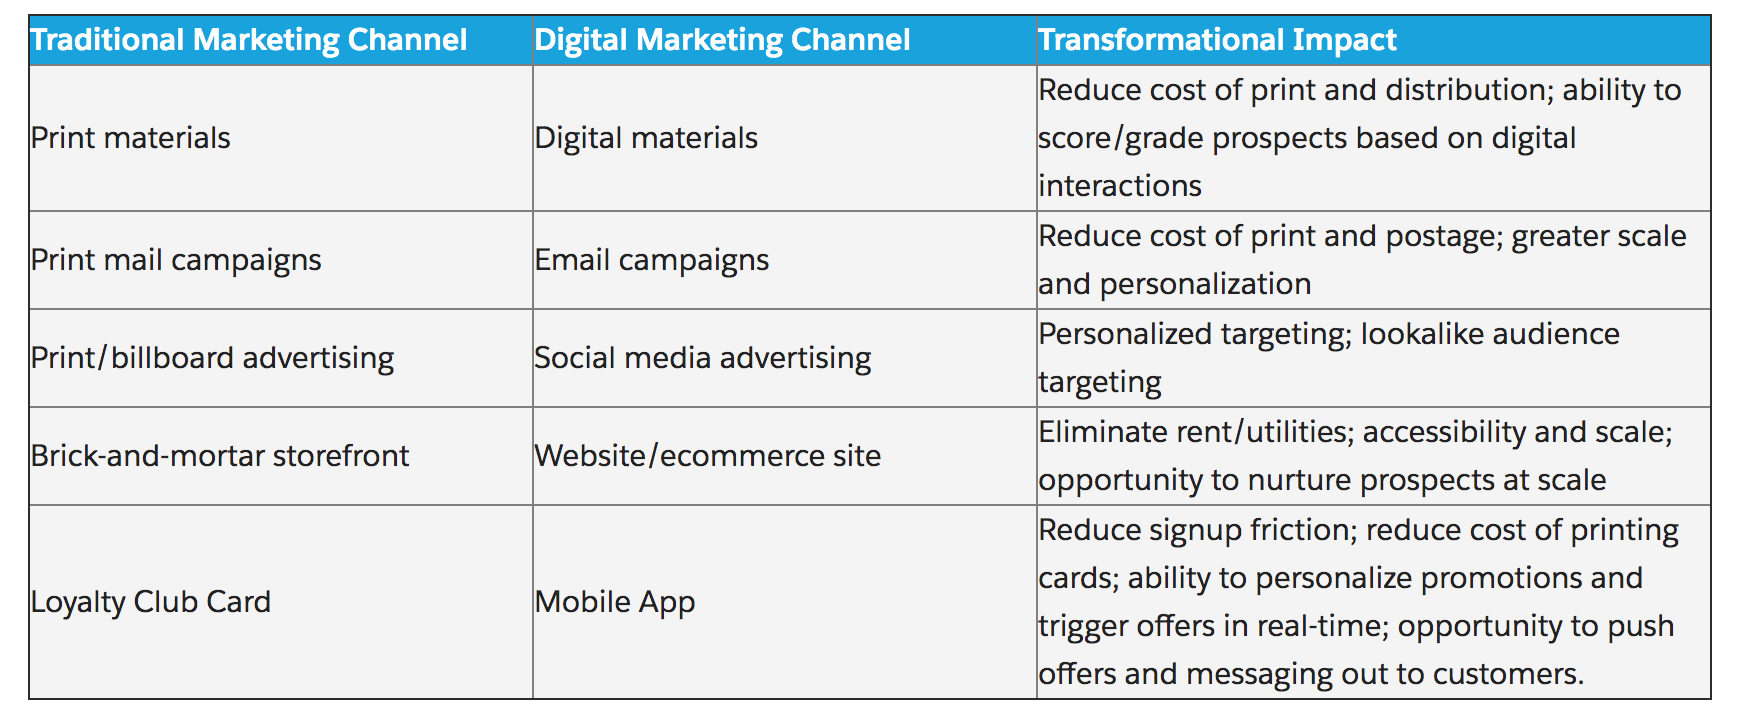 Traditional Marketing Channel
Digital Marketing Channel
Transformational Impact
Print materials
Digital materials
Reduce cost of print and distribution; ability to
score/grade prospects based on digital
interactions
Print mail campaigns
Email campaigns
Reduce cost of print and postage; greater scale
and personalization
Print/billboard advertising
Social media advertising
Personalized targeting; lookalike audience
targeting
Brick-and-mortar storefront
Website/ecommerce site
Eliminate rent/utilities; accessibility and scale;
opportunity to nurture prospects at scale
Loyalty Club Card
Mobile App
Reduce signup friction; reduce cost of printing
cards; ability to personalize promotions and
trigger offers in real-time; opportunity to push
offers and messaging out to customers.